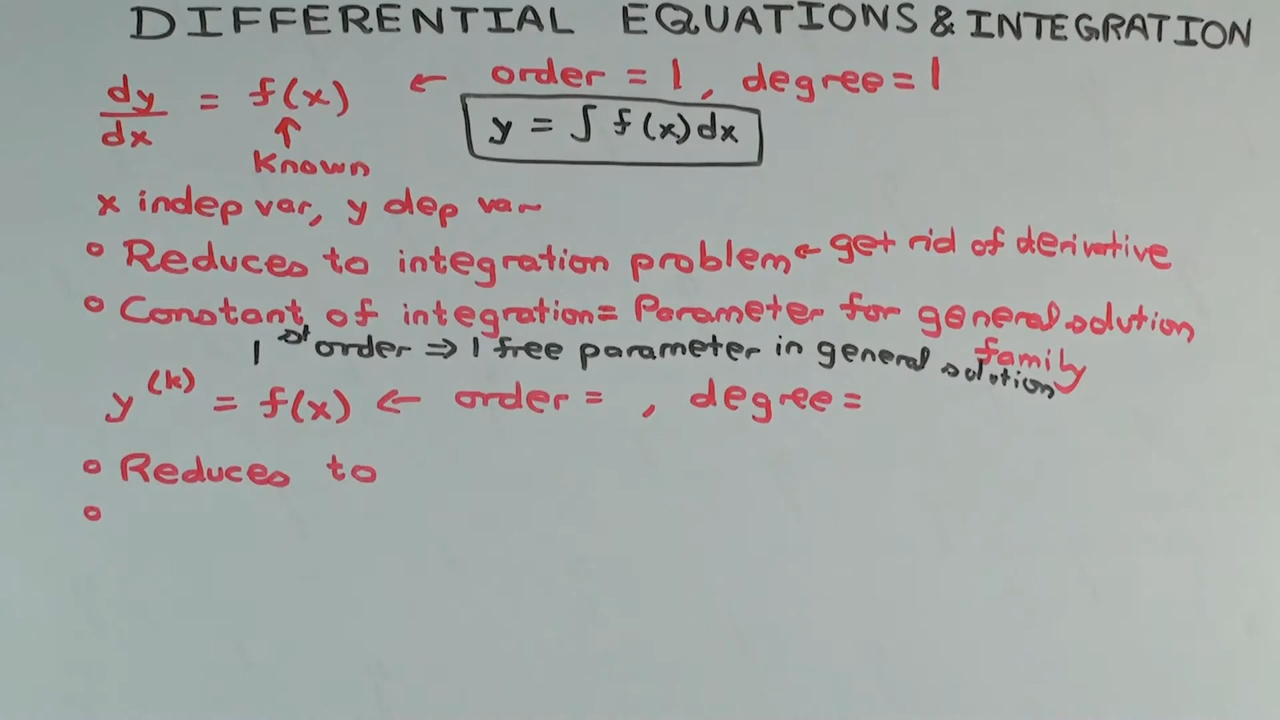 DIFFERENTIAL EQUATIONS & INTEGRATION
dy/dx = f(x) ← order = 1, degree = 1
↑
Known
y = ∫ f(x)dx
x indep var, y dep var
° Reduces to integration problem ← get rid of derivative
° Constant of integration = Parameter for general solution family
1st order ⇒ 1 free parameter in general solution
y^(k) = f(x) ← order = , degree =
° Reduces to
°